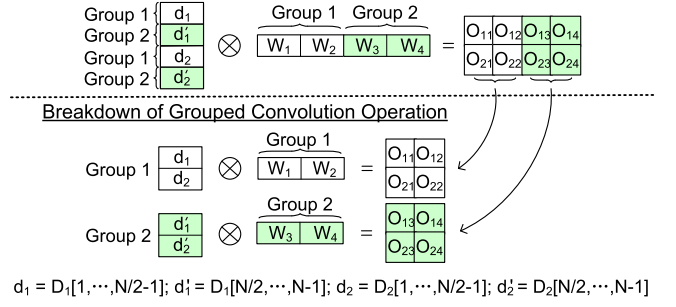 Group 1 Group 2
Group 1 d₁
Group 2 d′₁
Group 1 d₂
Group 2 d′₂
⊗ W₁ W₂ W₃ W₄ = O₁₁ O₁₂ O₁₃ O₁₄
O₂₁ O₂₂ O₂₃ O₂₄
Breakdown of Grouped Convolution Operation
Group 1
Group 1 d₁ ⊗ W₁ W₂ = O₁₁ O₁₂
d₂ O₂₁ O₂₂
Group 2
Group 2 d′₁ ⊗ W₃ W₄ = O₁₃ O₁₄
d′₂ O₂₃ O₂₄
d₁ = D₁[1,⋯,N/2-1]; d′₁ = D₁[N/2,⋯,N-1]; d₂ = D₂[1,⋯,N/2-1]; d′₂ = D₂[N/2,⋯,N-1]